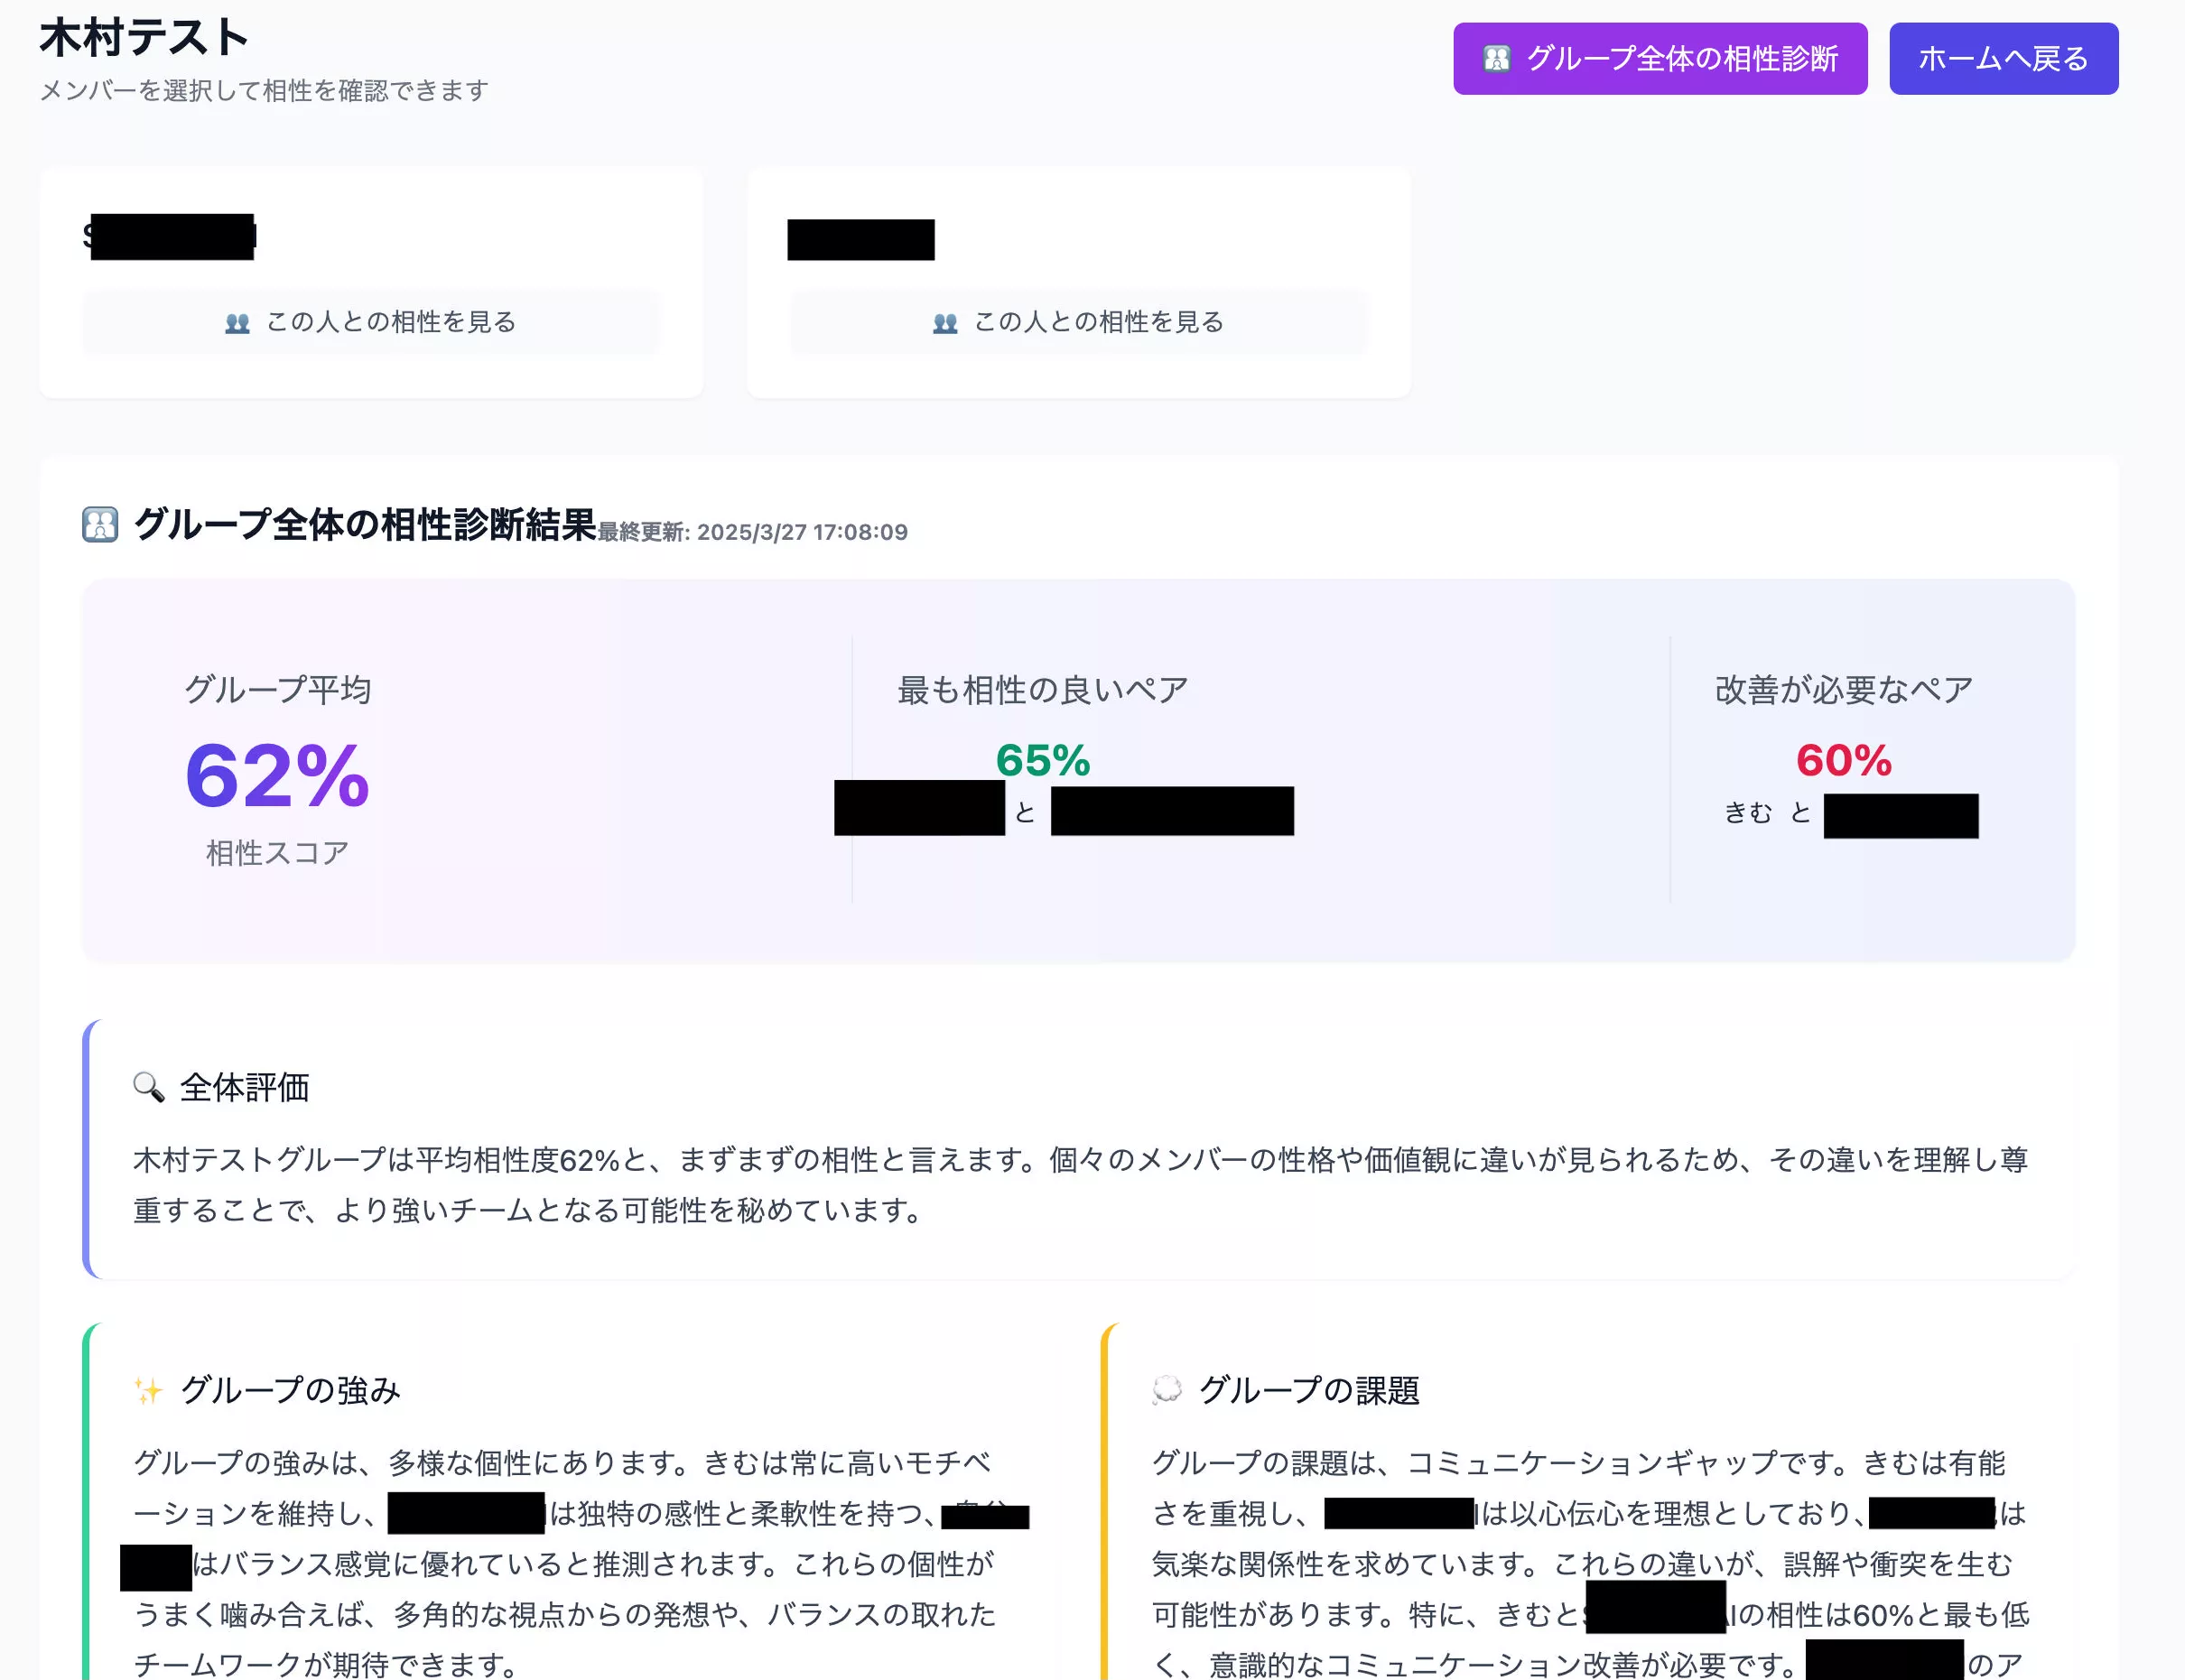 木村テスト
メンバーを選択して相性を確認できます
グループ全体の相性診断
ホームへ戻る
この人との相性を見る
この人との相性を見る
グループ全体の相性診断結果最終更新: 2025/3/27 17:08:09
グループ平均
62%
相性スコア
最も相性の良いペア
65%
と
改善が必要なペア
60%
きむ と
全体評価
木村テストグループは平均相性度62%と、まずまずの相性と言えます。個々のメンバーの性格や価値観に違いが見られるため、その違いを理解し尊
重することで、より強いチームとなる可能性を秘めています。
グループの強み
グループの強みは、多様な個性にあります。きむは常に高いモチベ
ーションを維持し、は独特の感性と柔軟性を持つ、
はバランス感覚に優れていると推測されます。これらの個性が
うまく噛み合えば、多角的な視点からの発想や、バランスの取れた
チームワークが期待できます。
グループの課題
グループの課題は、コミュニケーションギャップです。きむは有能
さを重視し、は以心伝心を理想としており、は
気楽な関係性を求めています。これらの違いが、誤解や衝突を生む
可能性があります。特に、きむとIの相性は60%と最も低
く、意識的なコミュニケーション改善が必要です。のア